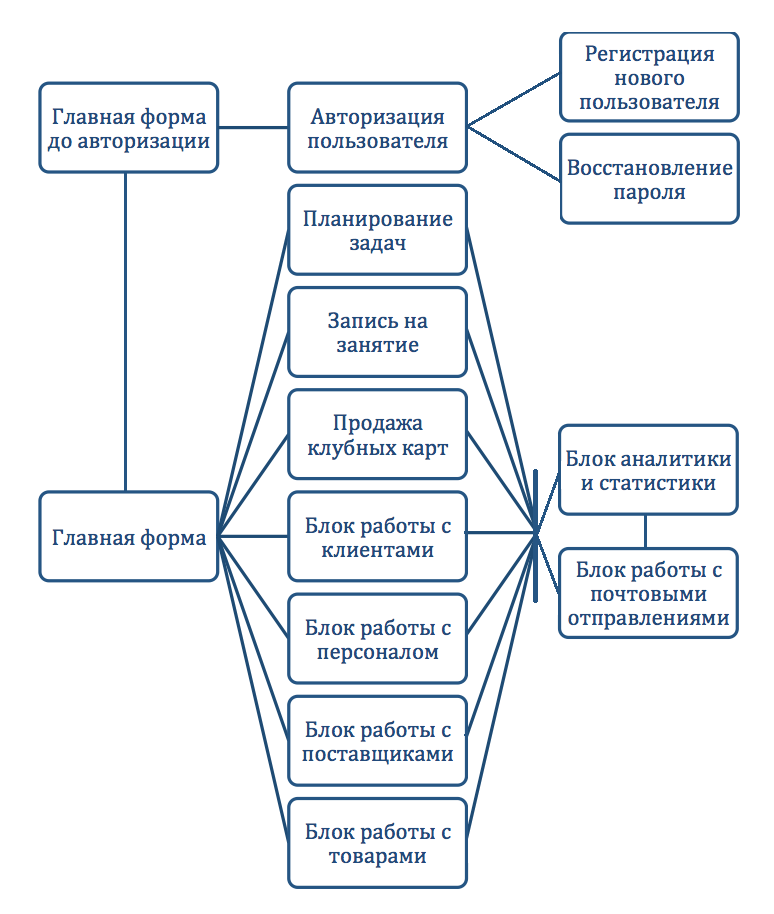 Главная форма
до авторизации
Авторизация
пользователя
Регистрация
нового
пользователя
Восстановление
пароля
Планирование
задач
Запись на
занятие
Продажа
клубных карт
Главная форма
Блок работы с
клиентами
Блок работы с
персоналом
Блок работы с
поставщиками
Блок работы с
товарами
Блок аналитики
и статистики
Блок работы с
почтовыми
отправлениями